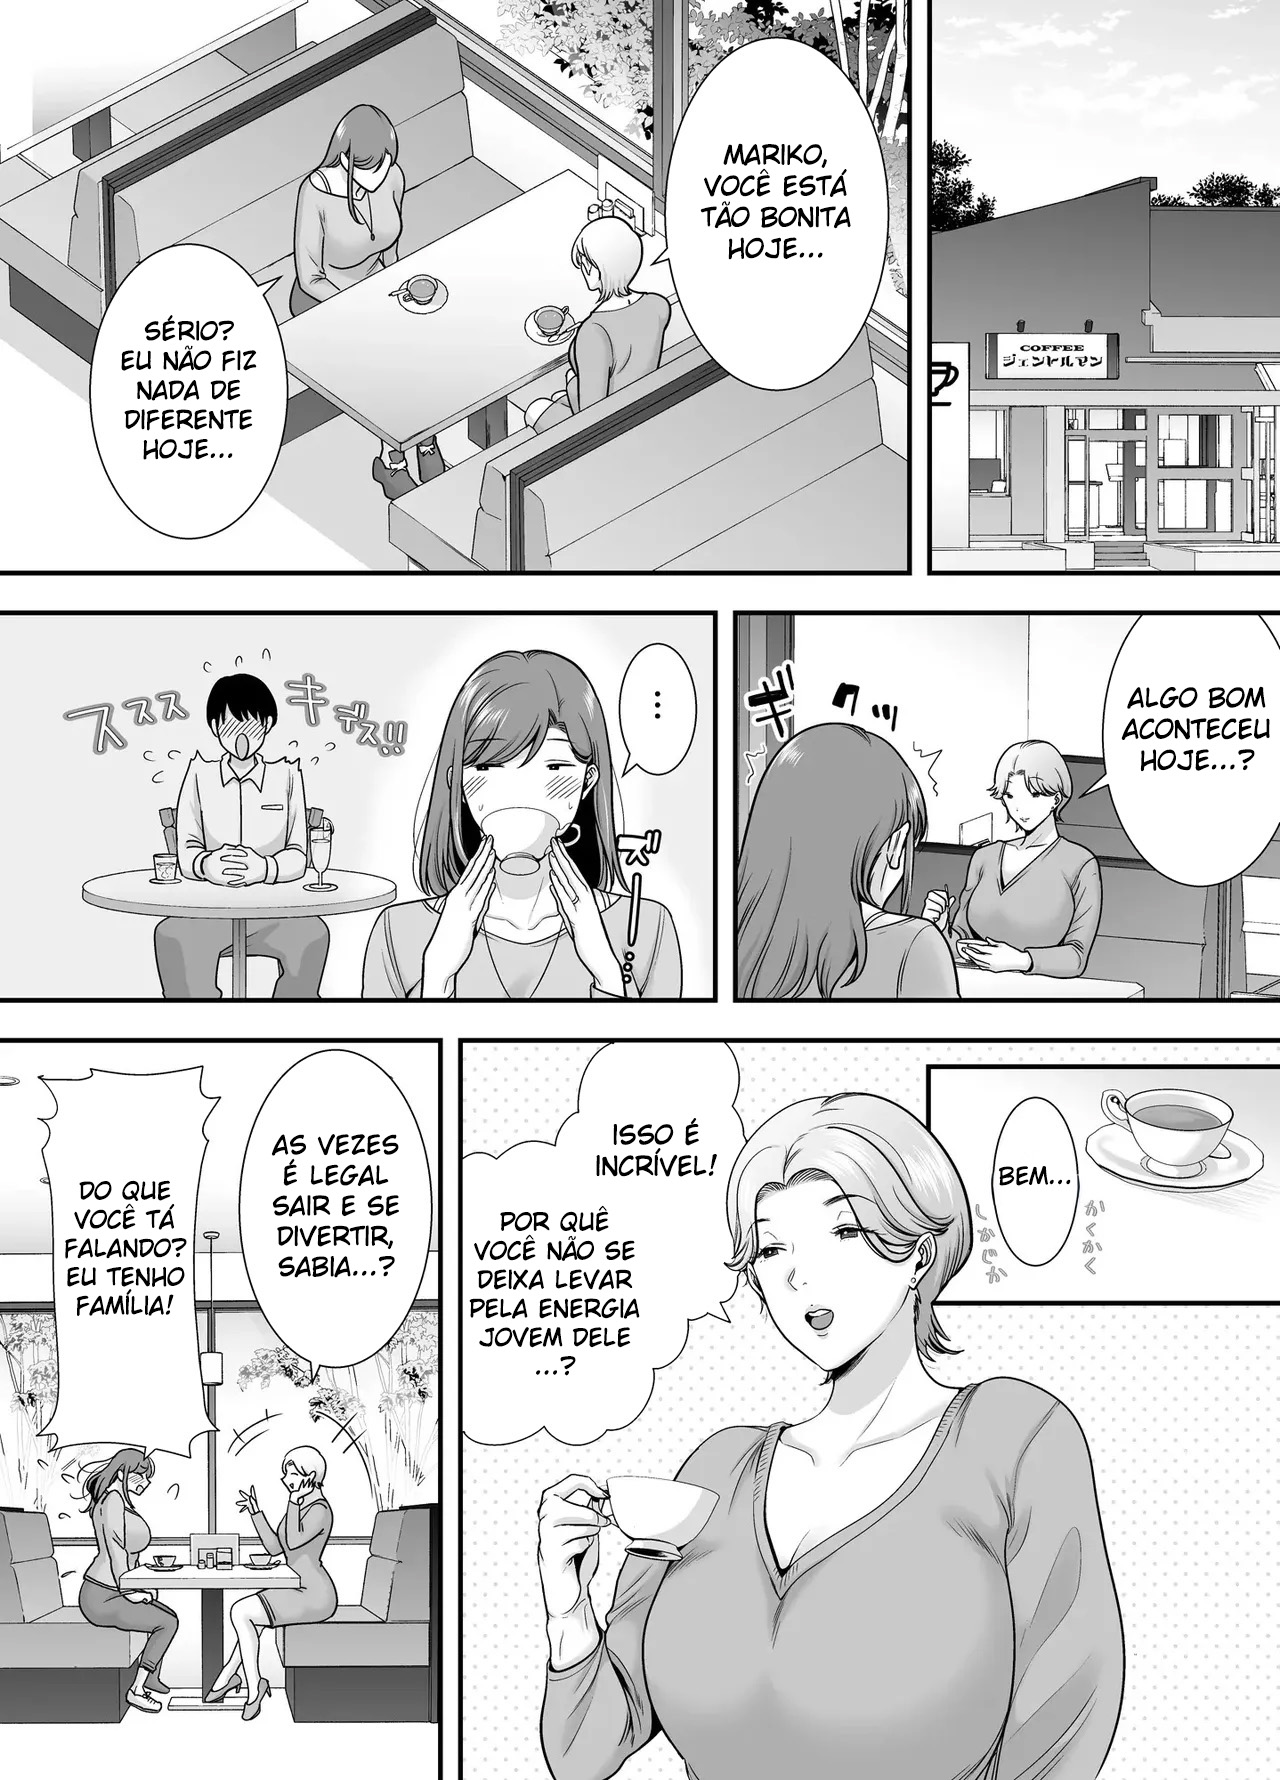 COFFEE
ジェントルマン
MARIKO,
VOCÊ ESTÁ
TÃO BONITA
HOJE...
SÉRIO?
EU NÃO FIZ
NADA DE
DIFERENTE
HOJE...
ALGO BOM
ACONTECEU
HOJE...?
ギクッ
...
ズーーー...
キデス!!
ススス
BEM...
かくかく
しかじか
ISSO É
INCRÍVEL!
POR QUÊ
VOCÊ NÃO SE
DEIXA LEVAR
PELA ENERGIA
JOVEM DELE
...?
AS VEZES
É LEGAL
SAIR E SE
DIVERTIR,
SABIA...?
DO QUE
VOCÊ TÁ
FALANDO?
EU TENHO
FAMÍLIA!